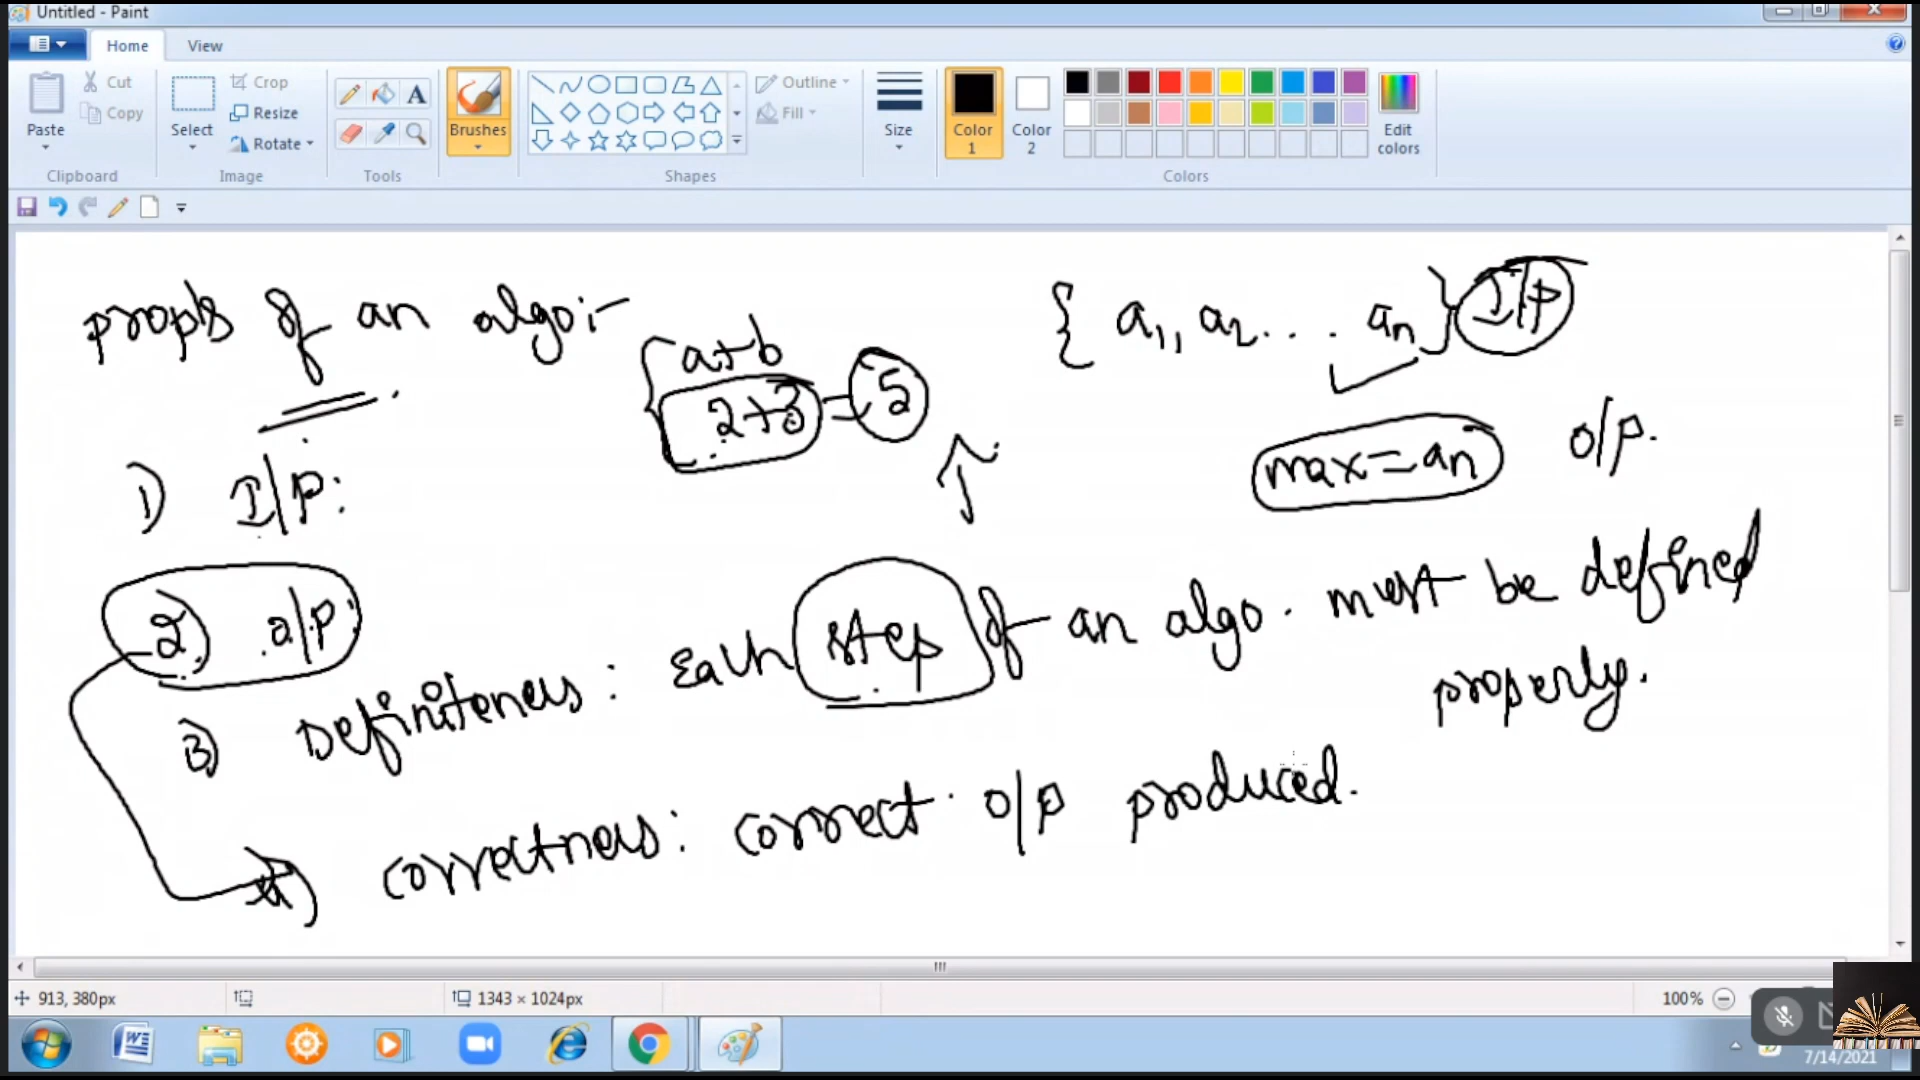 Untitled - Paint
Home View
Paste
Cut
Copy
Clipboard
Select
Crop
Resize
Rotate
Image
Tools
Brushes
Shapes
Outline
Fill
Size
Color 1
Color 2
Edit colors
Colors
prop's of an algo:-
a+b
2+3 = 5
{ a1, a2. . . . an } I/P
max = an O/P.
1) I/P:
2) O/P:
3) Definiteness: Each step of an algo. must be defined
properly.
4) correctness: correct O/P produced.
913, 380px
1343 × 1024px
100%
7/14/2021